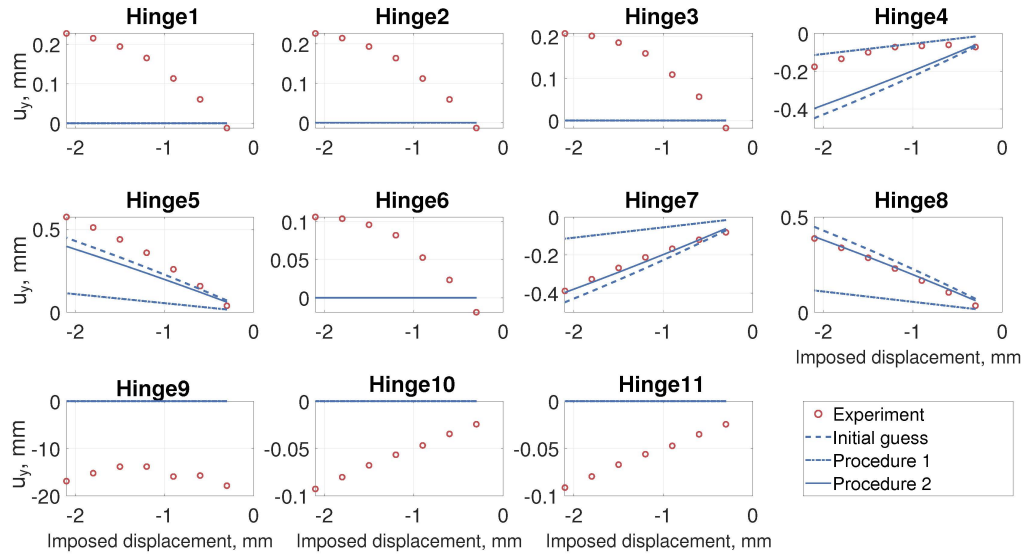 Hinge1
Hinge2
Hinge3
Hinge4
u_y, mm
0.2
0.1
0
-2 -1 0
0.2
0.1
0
-2 -1 0
0.2
0.1
0
-2 -1 0
0
-0.2
-0.4
-2 -1 0
Hinge5
Hinge6
Hinge7
Hinge8
u_y, mm
0.5
0
-2 -1 0
0.1
0.05
0
-2 -1 0
0
-0.2
-0.4
-2 -1 0
0.5
0
-2 -1 0
Imposed displacement, mm
Hinge9
Hinge10
Hinge11
u_y, mm
0
-10
-20
-2 -1 0
Imposed displacement, mm
0
-0.05
-0.1
-2 -1 0
Imposed displacement, mm
0
-0.05
-0.1
-2 -1 0
Imposed displacement, mm
Experiment
Initial guess
Procedure 1
Procedure 2